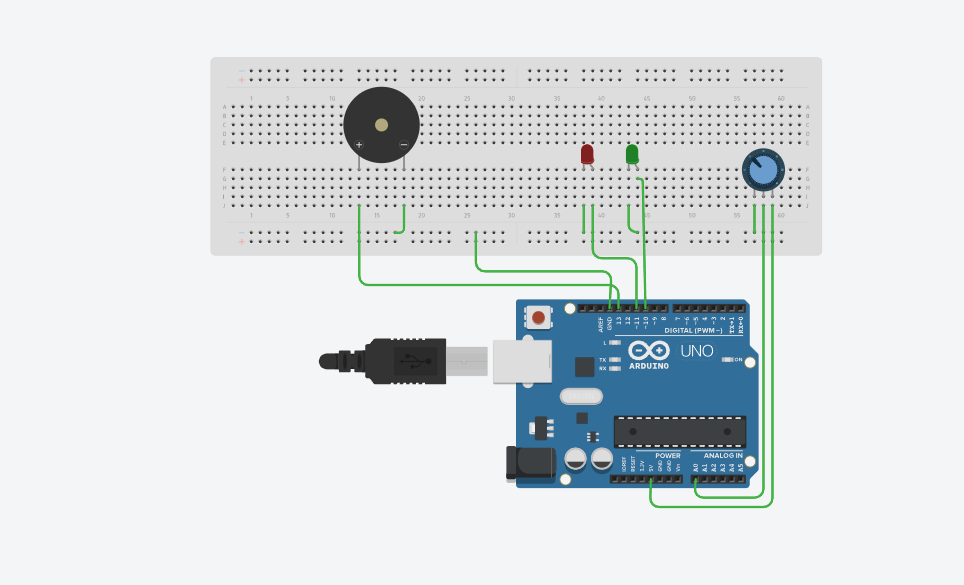 1 5 10 15 20 25 30 35 40 45 50 55 60
A A
B B
C C
D D
E E
F F
G G
H H
I I
J J
1 5 10 15 20 25 30 35 40 45 50 55 60
AREF
GND
13
12
~11
~10
~9
8
7
~6
~5
4
~3
2
TX→1
RX←0
DIGITAL (PWM~)
L
TX
RX
UNO
ARDUINO
ON
POWER
ANALOG IN
IOREF
RESET
3.3V
5V
GND
GND
Vin
A0
A1
A2
A3
A4
A5